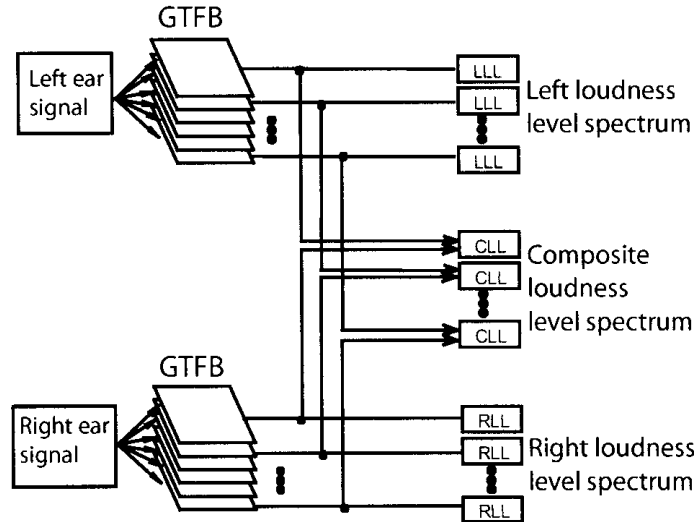 GTFB
Left ear
signal
LLL
LLL
LLL
Left loudness
level spectrum
CLL
CLL
CLL
Composite
loudness
level spectrum
GTFB
Right ear
signal
RLL
RLL
RLL
Right loudness
level spectrum